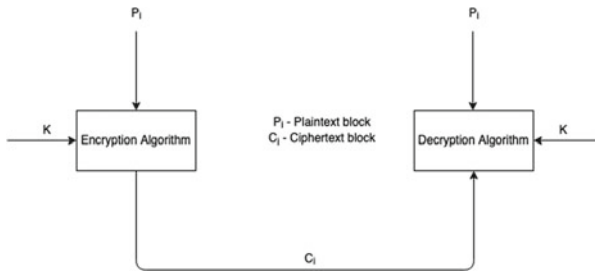 Pi
Pi
K
Encryption Algorithm
Pi - Plaintext block
Ci - Ciphertext block
Decryption Algorithm
K
Ci